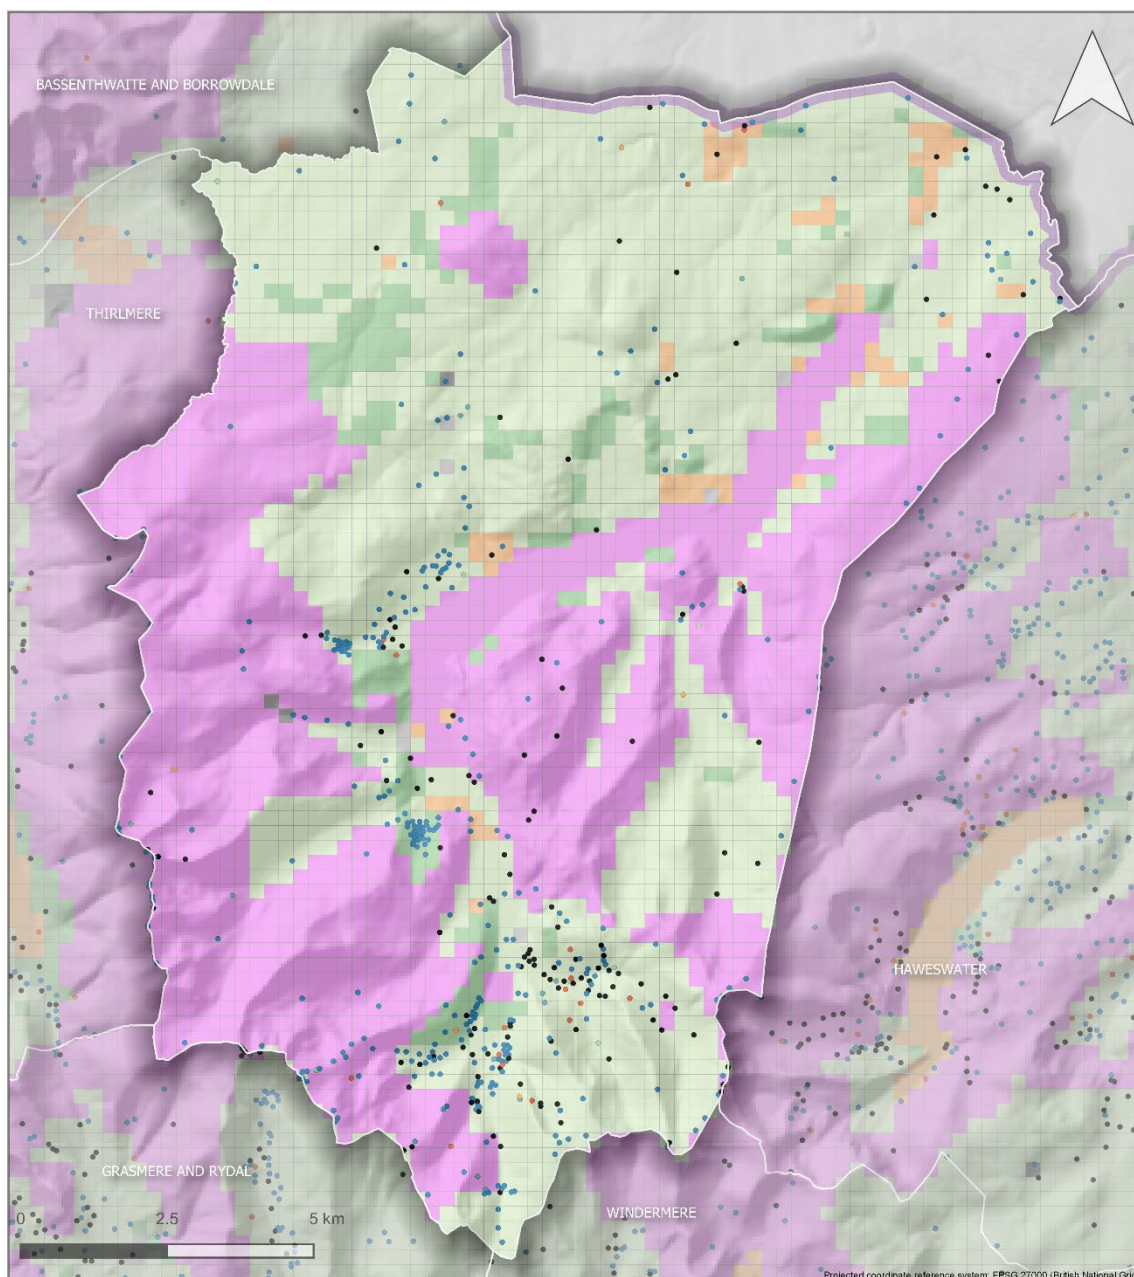 BASSENTHWAITE AND BORROWDALE
THIRLMERE
HAWESWATER
GRASMERE AND RYDAL
WINDERMERE
0 2.5 5 km
Projected coordinate reference system: EPSG 27000 (British National Gri